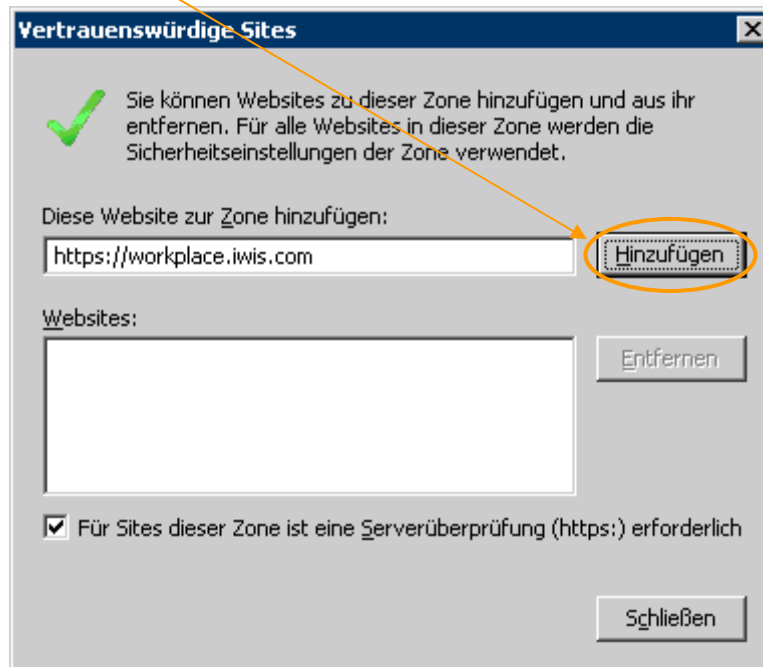 Vertrauenswürdige Sites
Sie können Websites zu dieser Zone hinzufügen und aus ihr
entfernen. Für alle Websites in dieser Zone werden die
Sicherheitseinstellungen der Zone verwendet.
Diese Website zur Zone hinzufügen:
https://workplace.iwis.com
Hinzufügen
Websites:
Entfernen
Für Sites dieser Zone ist eine Serverüberprüfung (https:) erforderlich
Schließen